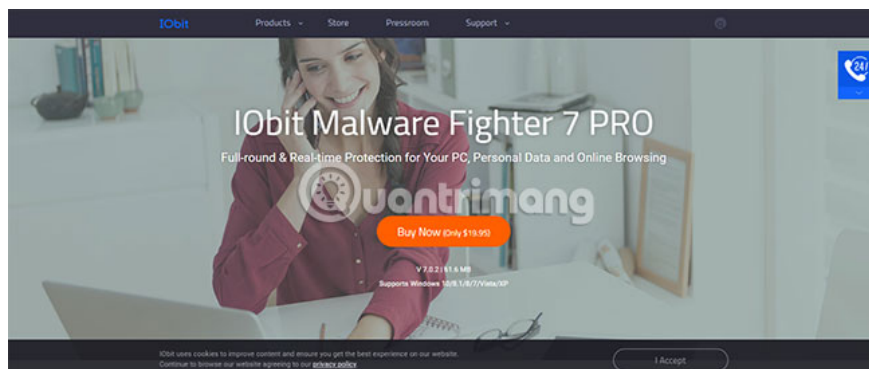 IObit
Products
Store
Pressroom
Support
24/
IObit Malware Fighter 7 PRO
Full-round & Real-time Protection for Your PC, Personal Data and Online Browsing
Quantrimang
Buy Now (Only $19.95)
V 7.0.2 | 61.6 MB
Supports Windows 10/8.1/8/7/Vista/XP
IObit uses cookies to improve content and ensure you get the best experience on our website.
Continue to browse our website agreeing to our privacy policy.
I Accept